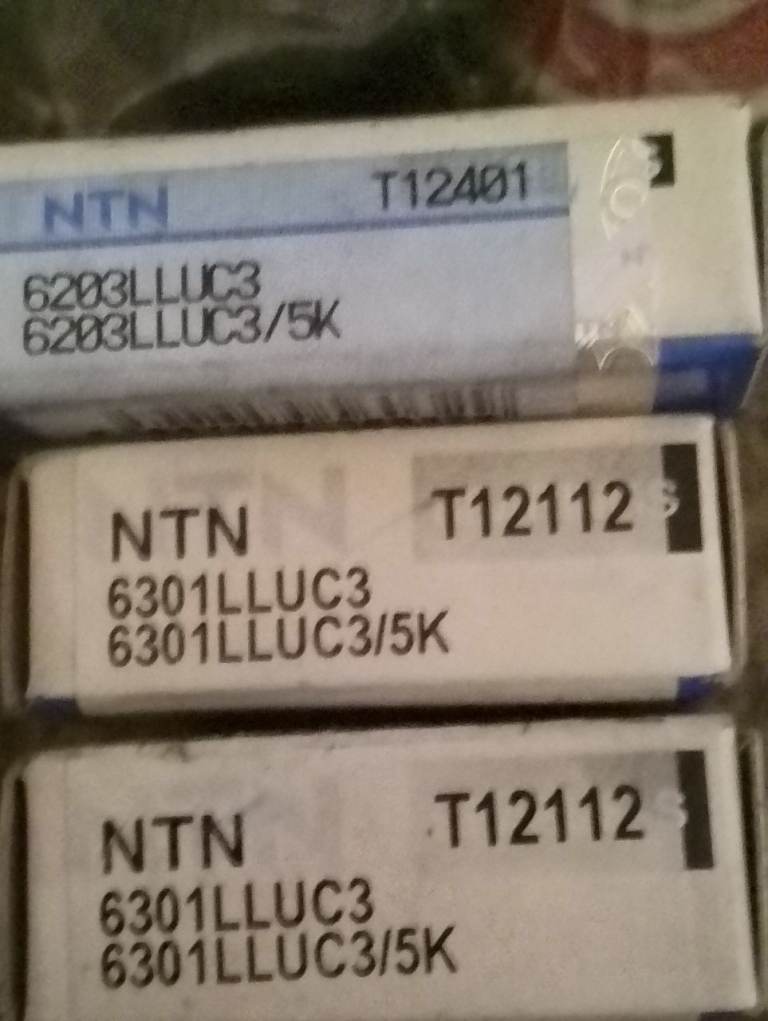 NTN T12401
6203LLUC3
6203LLUC3/5K
NTN T12112
6301LLUC3
6301LLUC3/5K
NTN T12112
6301LLUC3
6301LLUC3/5K